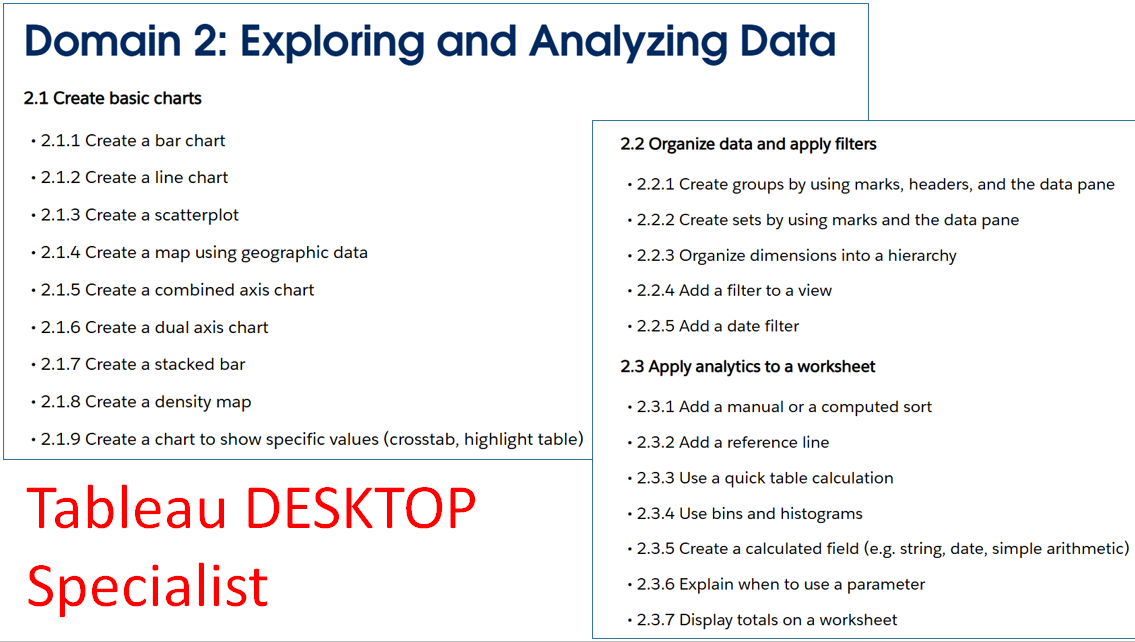 Domain 2: Exploring and Analyzing Data
2.1 Create basic charts
• 2.1.1 Create a bar chart
• 2.1.2 Create a line chart
• 2.1.3 Create a scatterplot
• 2.1.4 Create a map using geographic data
• 2.1.5 Create a combined axis chart
• 2.1.6 Create a dual axis chart
• 2.1.7 Create a stacked bar
• 2.1.8 Create a density map
• 2.1.9 Create a chart to show specific values (crosstab, highlight table)
2.2 Organize data and apply filters
• 2.2.1 Create groups by using marks, headers, and the data pane
• 2.2.2 Create sets by using marks and the data pane
• 2.2.3 Organize dimensions into a hierarchy
• 2.2.4 Add a filter to a view
• 2.2.5 Add a date filter
2.3 Apply analytics to a worksheet
• 2.3.1 Add a manual or a computed sort
• 2.3.2 Add a reference line
• 2.3.3 Use a quick table calculation
• 2.3.4 Use bins and histograms
• 2.3.5 Create a calculated field (e.g. string, date, simple arithmetic)
• 2.3.6 Explain when to use a parameter
• 2.3.7 Display totals on a worksheet
Tableau DESKTOP
Specialist